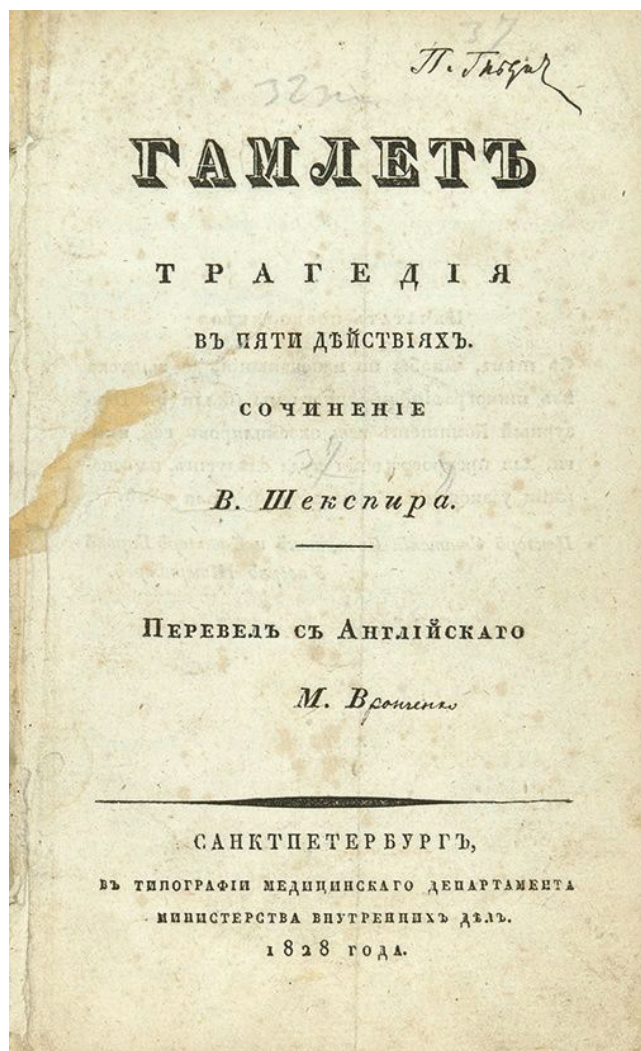 П. Гнѣдич
ГАМЛЕТЪ
ТРАГЕДІЯ
ВЪ ПЯТИ ДѢЙСТВІЯХЪ.
СОЧИНЕНІЕ
В. Шекспира.
Перевелъ съ Англійскаго
М. Вронченко
САНКТПЕТЕРБУРГЪ,
ВЪ ТИПОГРАФІИ МЕДИЦИНСКАГО ДЕПАРТАМЕНТА
МИНИСТЕРСТВА ВНУТРЕННИХЪ ДѢЛЪ.
1828 ГОДА.